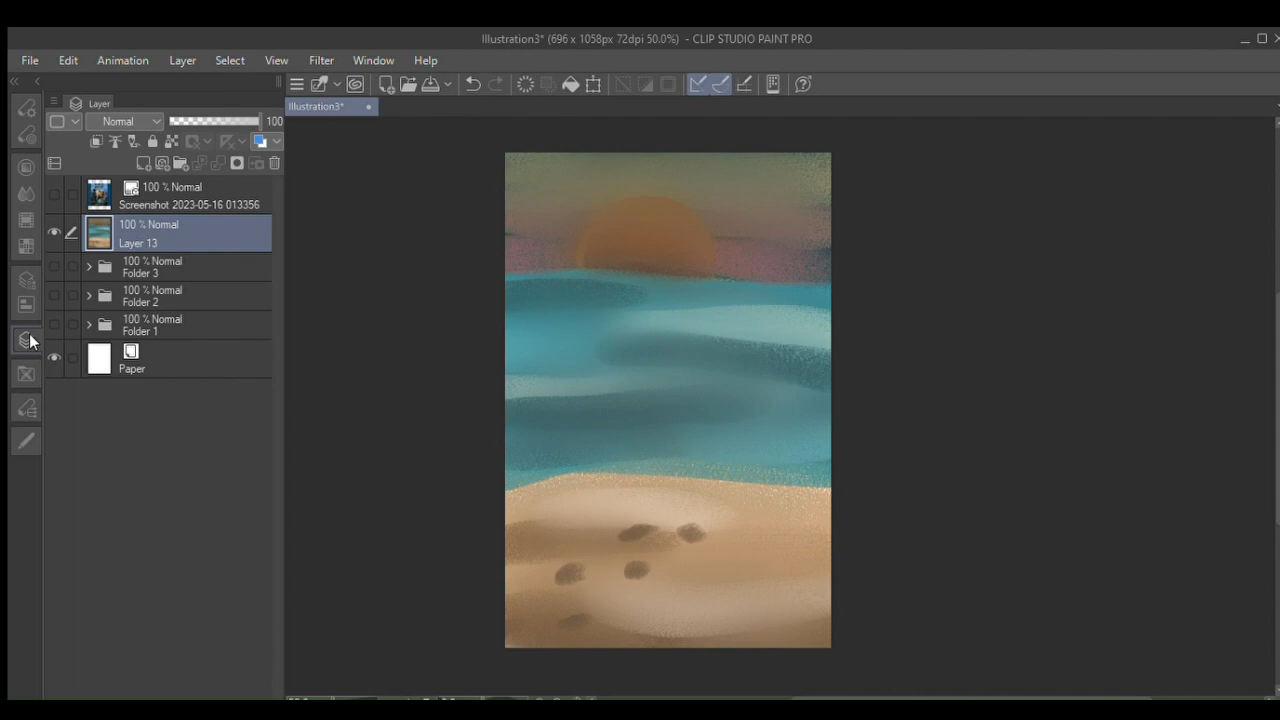 Illustration3* (696 x 1058px 72dpi 50.0%) - CLIP STUDIO PAINT PRO
File Edit Animation Layer Select View Filter Window Help
Layer
Illustration3*
Normal 100
100 % Normal
Screenshot 2023-05-16 013356
100 % Normal
Layer 13
100 % Normal
Folder 3
100 % Normal
Folder 2
100 % Normal
Folder 1
Paper